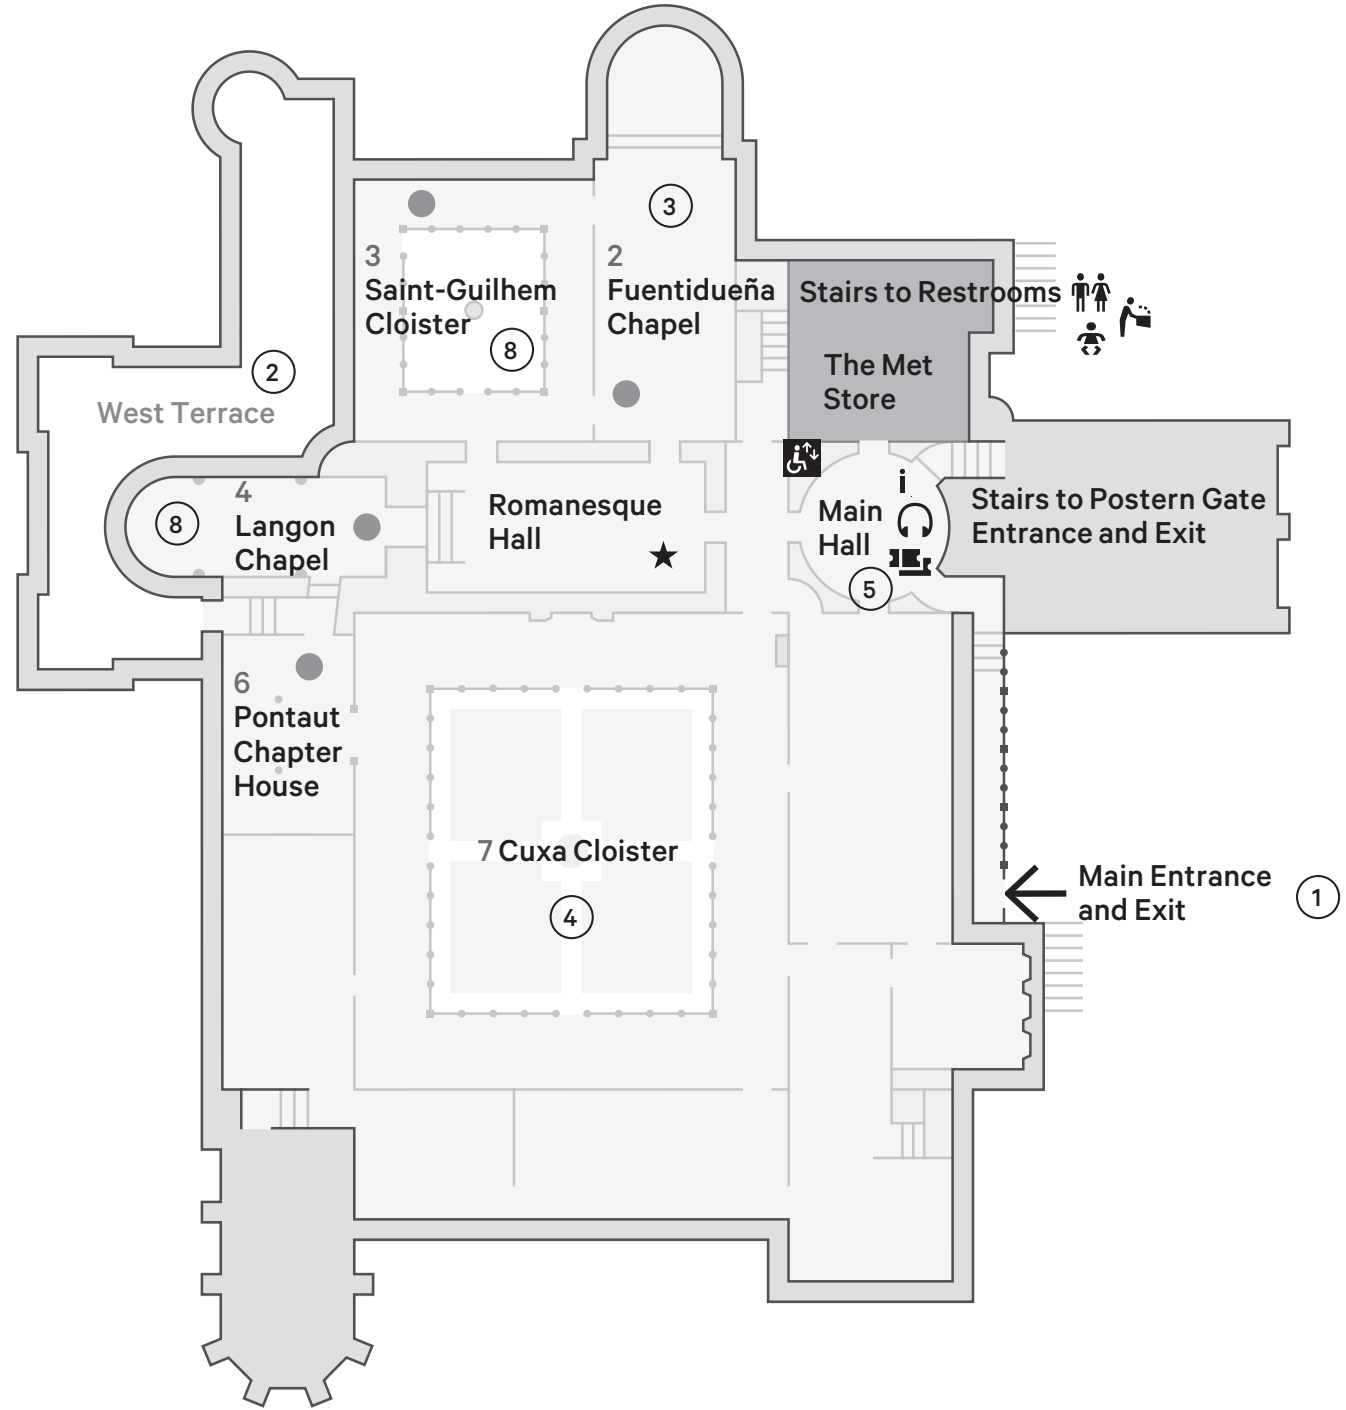 3
3
Saint-Guilhem
Cloister
8
2
Fuentidueña
Chapel
Stairs to Restrooms
The Met
Store
2
West Terrace
4
Langon
Chapel
8
Romanesque
Hall
Main
Hall
i
5
Stairs to Postern Gate
Entrance and Exit
6
Pontaut
Chapter
House
7 Cuxa Cloister
4
Main Entrance
and Exit
1